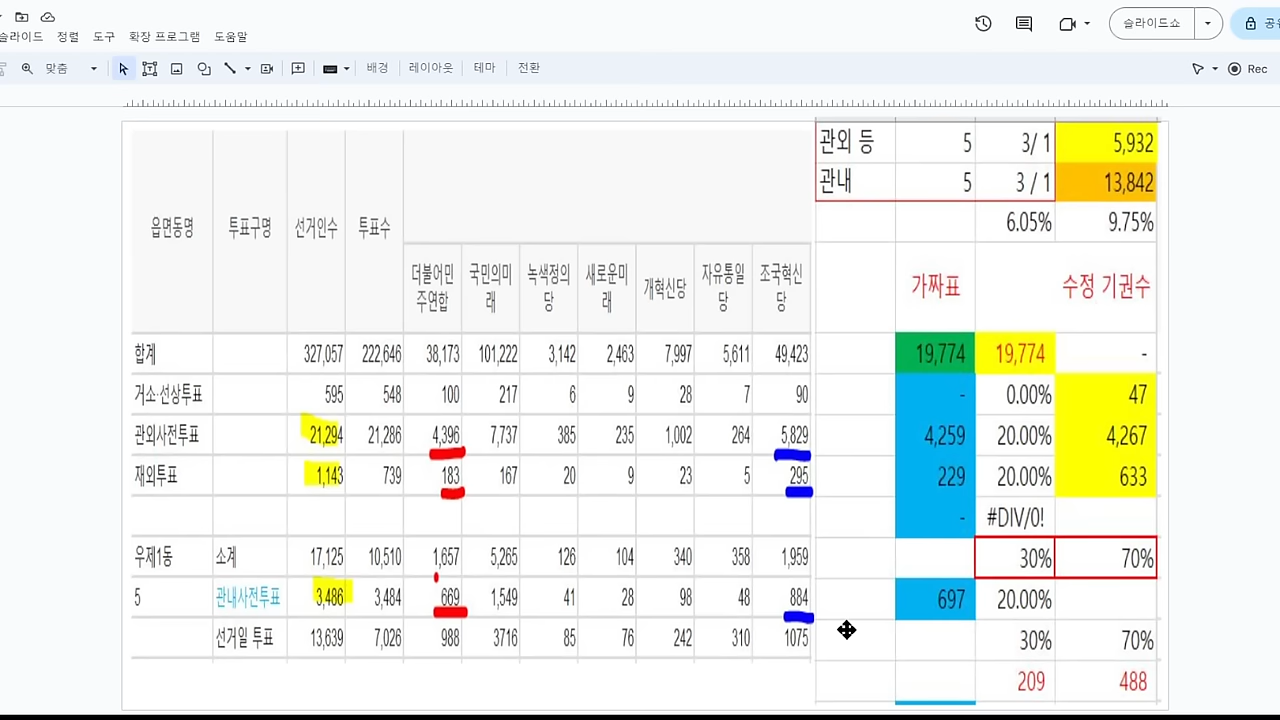 슬라이드 정렬 도구 확장 프로그램 도움말
슬라이드쇼
맞춤
배경 레이아웃 테마 전환
Rec
관외 등 5 3/ 1 5,932
관내 5 3 / 1 13,842
6.05% 9.75%
읍면동명 투표구명 선거인수 투표수
더불어민주연합 국민의미래 녹색정의당 새로운미래 개혁신당 자유통일당 조국혁신당
가짜표 수정 기권수
합계 327,057 222,646 38,173 101,222 3,142 2,463 7,997 5,611 49,423 19,774 19,774 -
거소·선상투표 595 548 100 217 6 9 28 7 90 - 0.00% 47
관외사전투표 21,294 21,286 4,396 7,737 385 235 1,002 264 5,829 4,259 20.00% 4,267
재외투표 1,143 739 183 167 20 9 23 5 295 229 20.00% 633
- #DIV/0!
우제1동 소계 17,125 10,510 1,657 5,265 126 104 340 358 1,959 30% 70%
5 관내사전투표 3,486 3,484 669 1,549 41 28 98 48 884 697 20.00%
선거일 투표 13,639 7,026 988 3716 85 76 242 310 1075 30% 70%
209 488